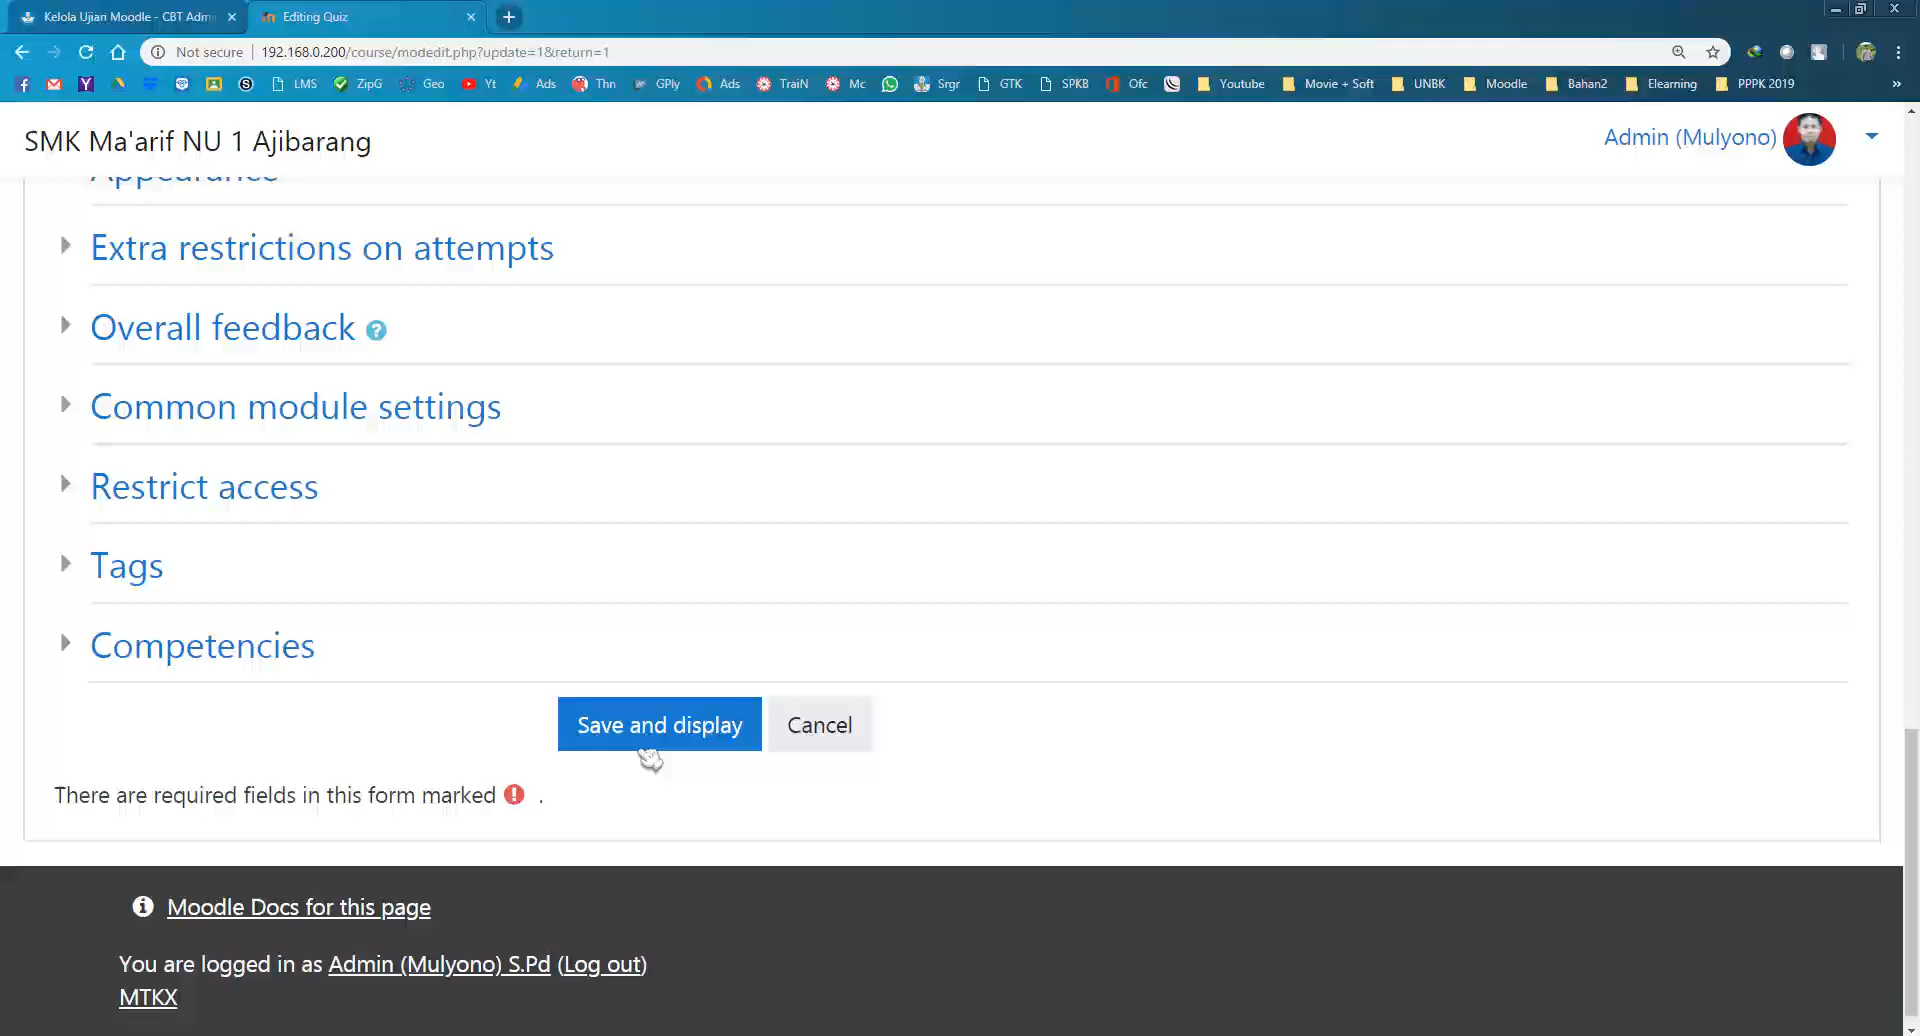 Kelola Ujian Moodle - CBT Adm
Editing Quiz
Not secure
192.168.0.200/course/modedit.php?update=1&return=1
LMS ZipG Geo Yt Ads Thn GPly Ads TraiN Mc Srgr GTK SPKB Ofc Youtube Movie + Soft UNBK Moodle Bahan2 Elearning PPPK 2019 »
SMK Ma'arif NU 1 Ajibarang
Admin (Mulyono)
Appearance
Extra restrictions on attempts
Overall feedback
Common module settings
Restrict access
Tags
Competencies
Save and display Cancel
There are required fields in this form marked .
Moodle Docs for this page
You are logged in as Admin (Mulyono) S.Pd (Log out)
MTKX